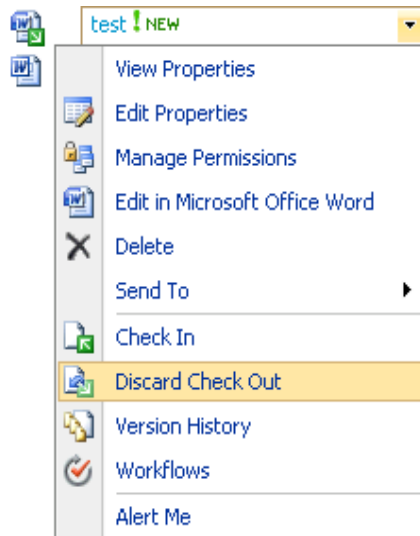 test ! NEW
View Properties
Edit Properties
Manage Permissions
Edit in Microsoft Office Word
Delete
Send To
Check In
Discard Check Out
Version History
Workflows
Alert Me